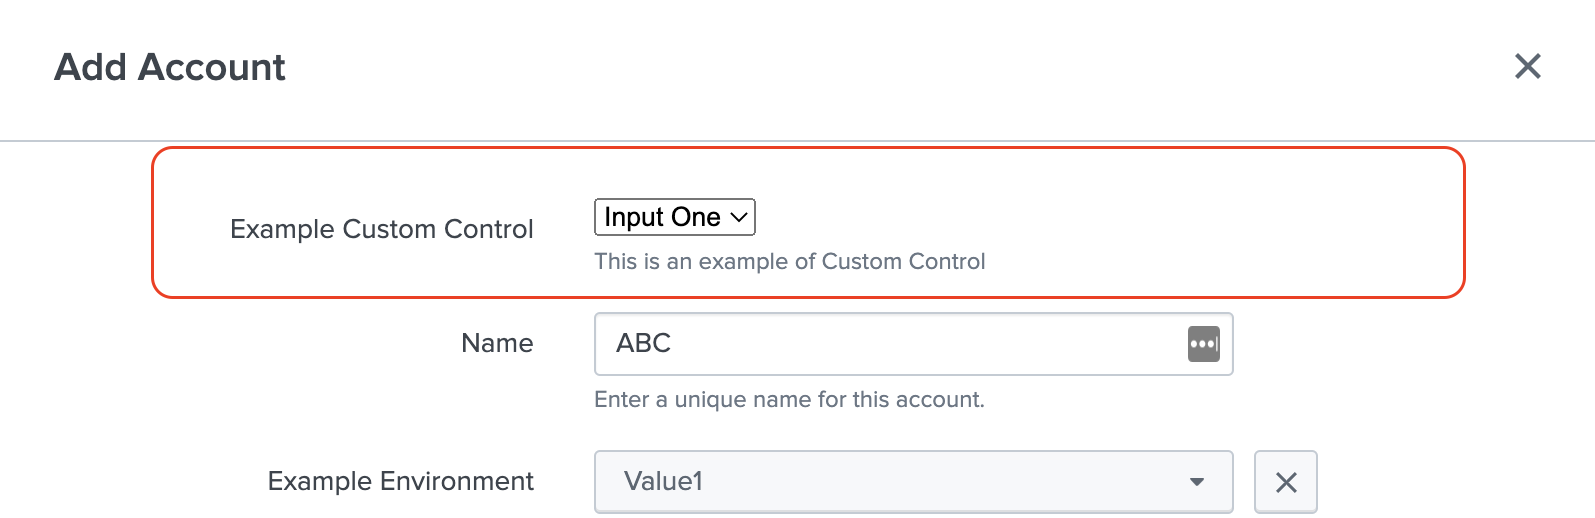 Add Account
Example Custom Control
Input One
This is an example of Custom Control
Name
ABC
Enter a unique name for this account.
Example Environment
Value1